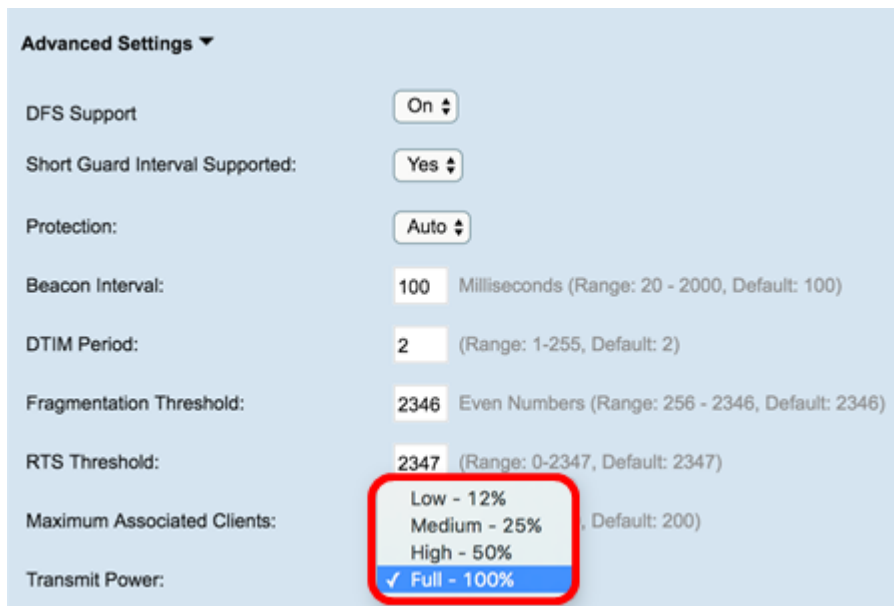 Advanced Settings ▼
DFS Support On
Short Guard Interval Supported: Yes
Protection: Auto
Beacon Interval: 100 Milliseconds (Range: 20 - 2000, Default: 100)
DTIM Period: 2 (Range: 1-255, Default: 2)
Fragmentation Threshold: 2346 Even Numbers (Range: 256 - 2346, Default: 2346)
RTS Threshold: 2347 (Range: 0-2347, Default: 2347)
Low - 12%
Maximum Associated Clients: Medium - 25% , Default: 200)
High - 50%
Transmit Power: ✓ Full - 100%